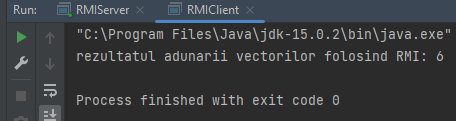 Run: RMIServer RMIClient
"C:\Program Files\Java\jdk-15.0.2\bin\java.exe"
rezultatul adunarii vectorilor folosind RMI: 6
Process finished with exit code 0